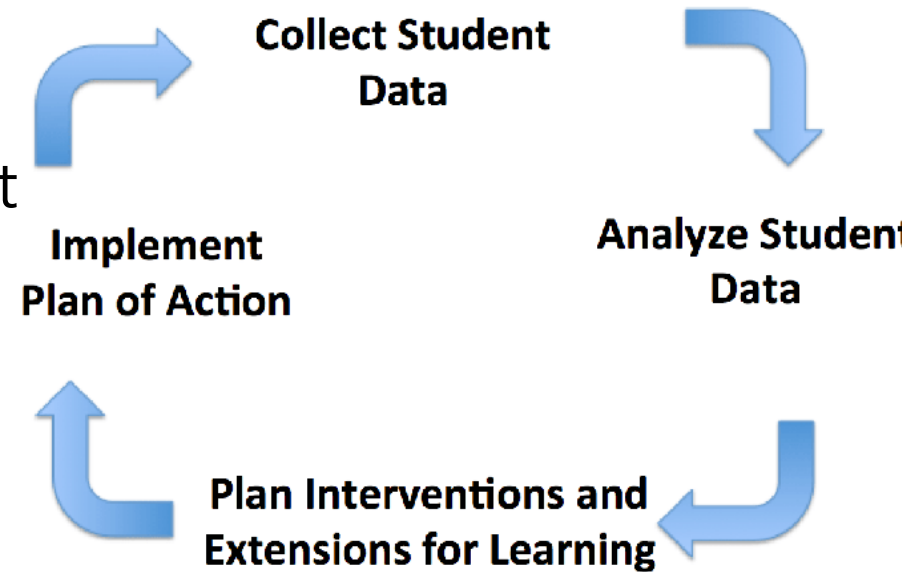 Collect Student
Data
Analyze Student
Data
Plan Interventions and
Extensions for Learning
Implement
Plan of Action
t